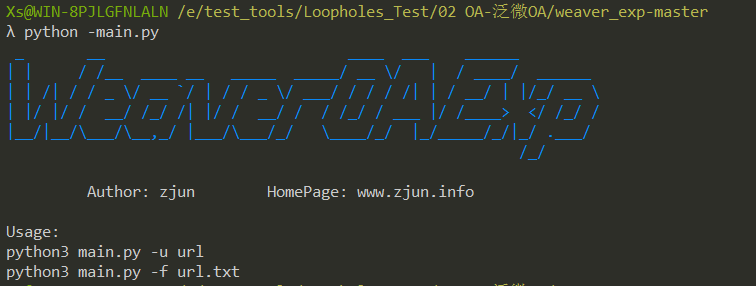 Xs@WIN-8PJLGFNLALN /e/test_tools/Loopholes_Test/02 OA-泛微OA/weaver_exp-master
λ python -main.py
WeaverOAExp
Author: zjun HomePage: www.zjun.info
Usage:
python3 main.py -u url
python3 main.py -f url.txt